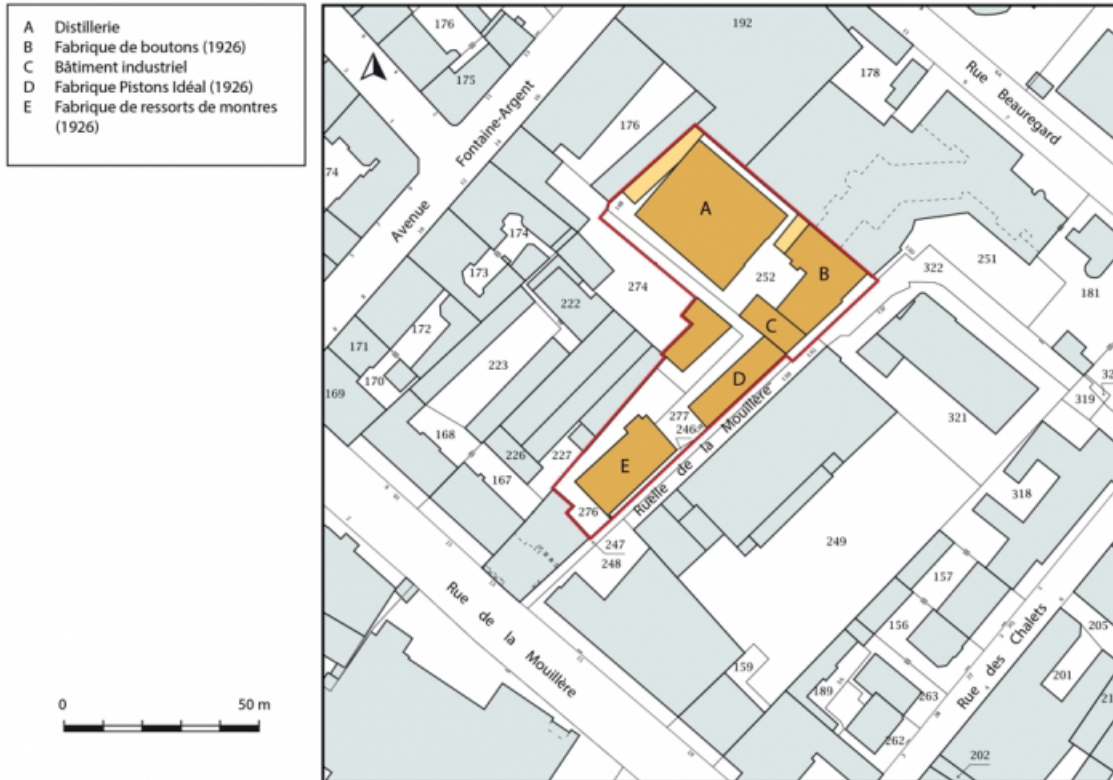 A Distillerie
B Fabrique de boutons (1926)
C Bâtiment industriel
D Fabrique Pistons Idéal (1926)
E Fabrique de ressorts de montres
(1926)
0 50 m
176
192
175
Rue Beauregard
178
Avenue Fontaine-Argent
176
74
A
174
173
274
252
B
322
251
181
222
C
172
171
223
D
170
169
319
321
277
246
168
226
227
E
167
276
Ruelle de la Mouillère
318
247
248
249
157
156
Rue de la Mouillère
Rue des Chalets
205
159
201
189
263
262
202